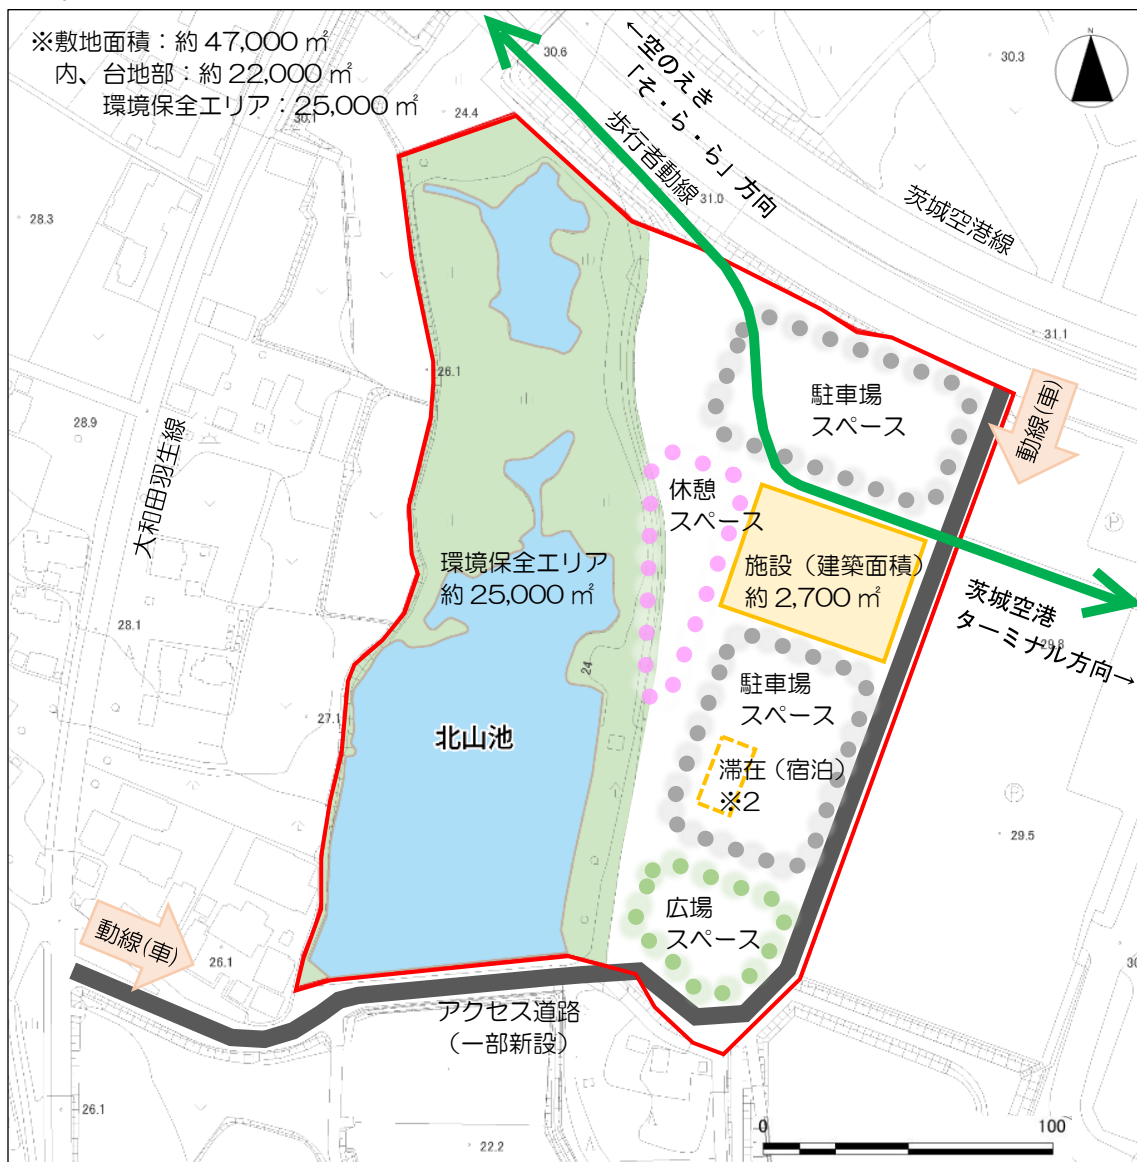 ※敷地面積：約 47,000 ㎡
内、台地部：約 22,000 ㎡
環境保全エリア：25,000 ㎡
N
30.6
30.3
24.4
30.1
←空のえき
「そ・ら・ら」方向
歩行者動線
31.0
茨城空港線
28.3
31.1
26.1
28.9
大和田羽生線
駐車場
スペース
動線(車)
休憩
スペース
P
環境保全エリア
約 25,000 ㎡
施設（建築面積）
約 2,700 ㎡
茨城空港
ターミナル方向→
29.8
28.1
24
27.1
北山池
駐車場
スペース
滞在（宿泊）
※2
P
29.5
広場
スペース
動線(車)
26.1
30
アクセス道路
（一部新設）
26.1
22.2
0
100